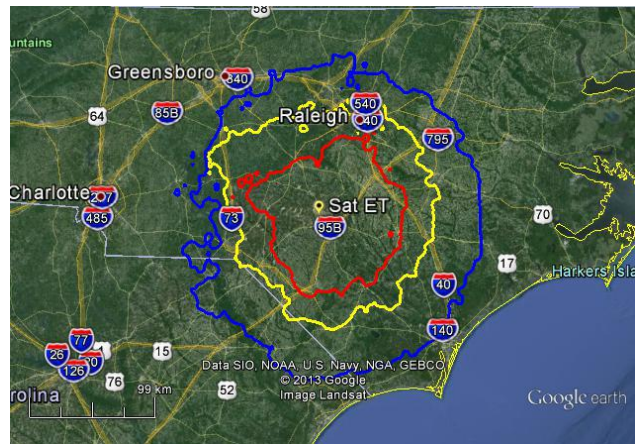 58
ountains
Greensboro
840
85B
64
540
Raleigh
40
795
Charlotte
485
73
Sat ET
95B
70
17
Harkers Isla
40
140
77
26
20
126
15
76
52
rolina
99 km
Data SIO, NOAA, U.S. Navy, NGA, GEBCO
© 2013 Google
Image Landsat
Google earth